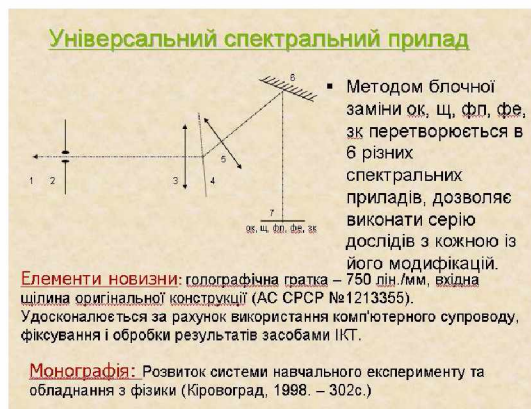 Універсальний спектральний прилад
6
▪ Методом блочної
заміни ок, щ, фп, фе,
зк перетворюється в
6 різних
спектральних
приладів, дозволяє
виконати серію
дослідів з кожною із
його модифікацій.
1 2 3 4 5
7
ок, щ, фп, фе, зк
Елементи новизни: голографічна гратка – 750 лін./мм, вхідна
щілина оригінальної конструкції (АС СРСР №1213355).
Удосконалюється за рахунок використання комп'ютерного супроводу,
фіксування і обробки результатів засобами ІКТ.
Монографія: Розвиток системи навчального експерименту та
обладнання з фізики (Кіровоград, 1998. – 302с.)